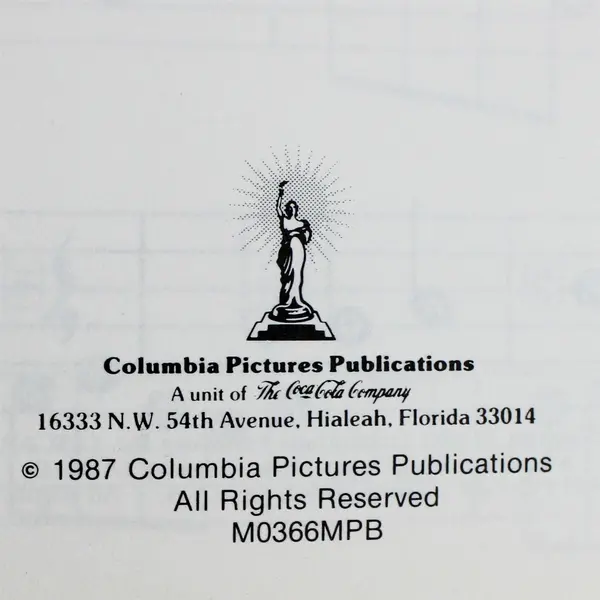 Columbia Pictures Publications
A unit of The Coca-Cola Company
16333 N.W. 54th Avenue, Hialeah, Florida 33014
© 1987 Columbia Pictures Publications
All Rights Reserved
M0366MPB